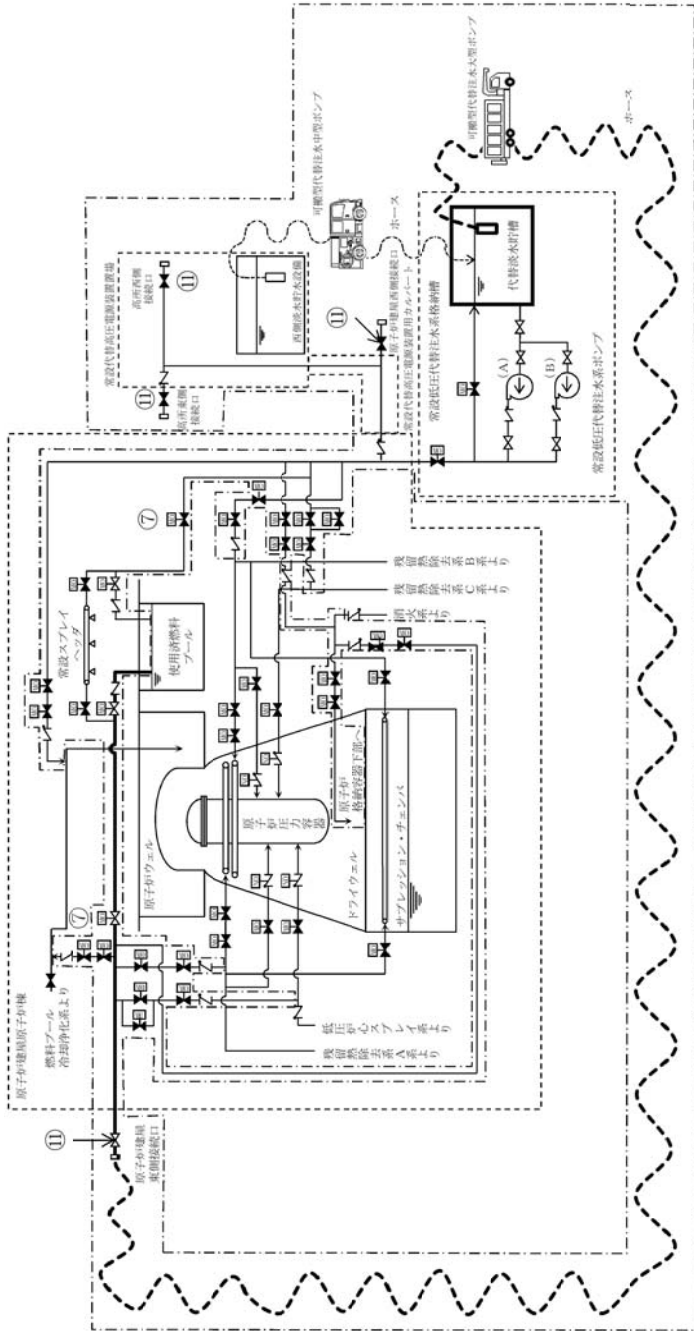 可搬型代替注水大型ポンプ
ホース
可搬型代替注水中型ポンプ
ホース
常設代替高圧電源装置置場
高所西側
接続口
⑪
西側淡水貯水設備
⑪
高所東側
接続口
⑪
原子炉建屋西側接続口
常設代替高圧電源装置用カルバート
常設低圧代替注水系格納槽
代替淡水貯槽
(A)
(B)
常設低圧代替注水系ポンプ
⑦
常設スプレイ
ヘッダ
使用済燃料
プール
残留熱除去系B系より
残留熱除去系C系より
消火系より
原子炉ウェル
原子炉圧力容器
原子炉
格納容器下部へ
ドライウェル
サプレッション・チェンバ
⑦
原子炉建屋原子炉棟
燃料プール
冷却浄化系より
低圧炉心スプレイ系より
残留熱除去系A系より
⑪
原子炉建屋
東側接続口